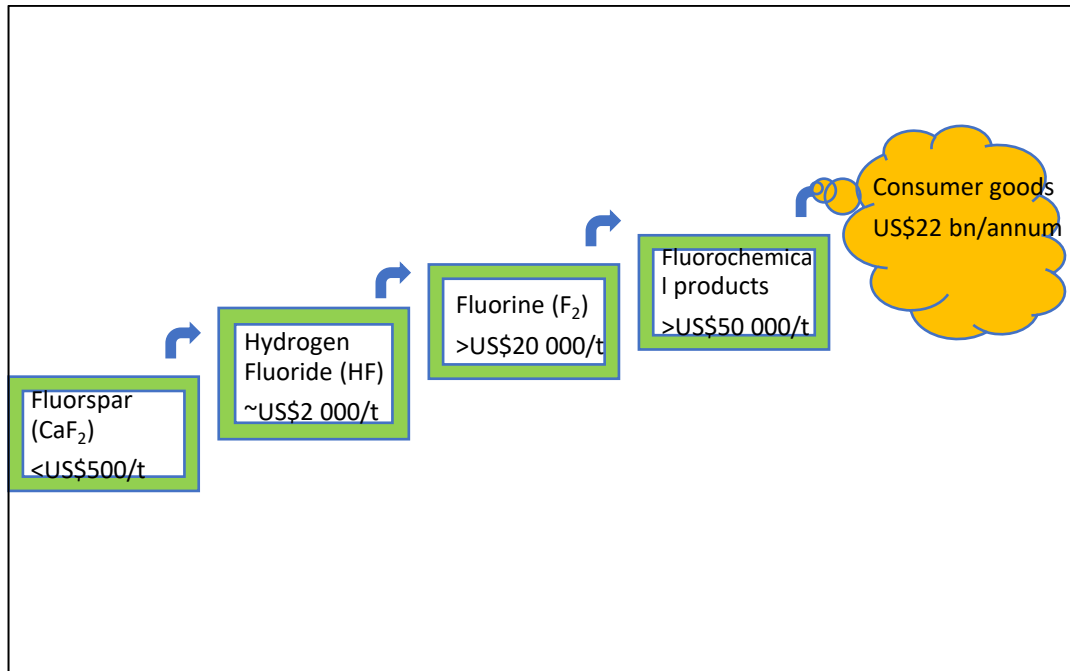 Fluorspar
(CaF₂)
<US$500/t
Hydrogen
Fluoride (HF)
~US$2 000/t
Fluorine (F₂)
>US$20 000/t
Fluorochemica
l products
>US$50 000/t
Consumer goods
US$22 bn/annum